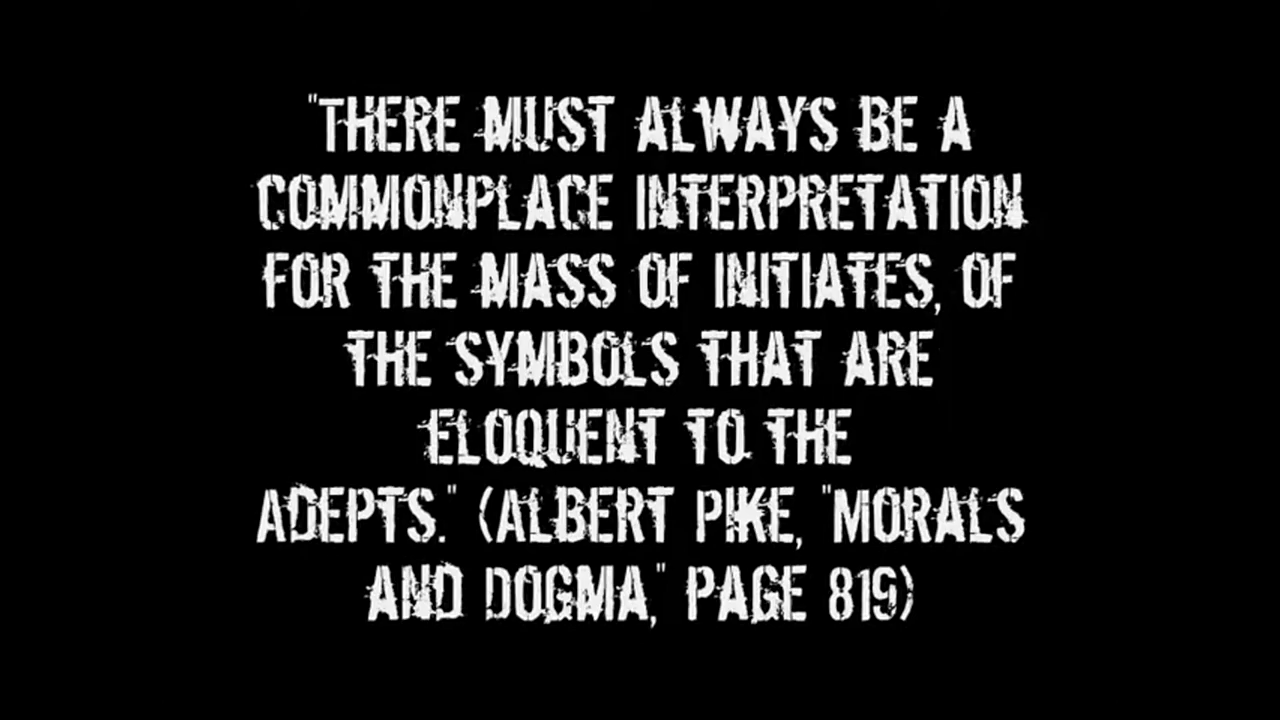 "THERE MUST ALWAYS BE A
COMMONPLACE INTERPRETATION
FOR THE MASS OF INITIATES, OF
THE SYMBOLS THAT ARE
ELOQUENT TO THE
ADEPTS." (ALBERT PIKE, "MORALS
AND DOGMA," PAGE 819)